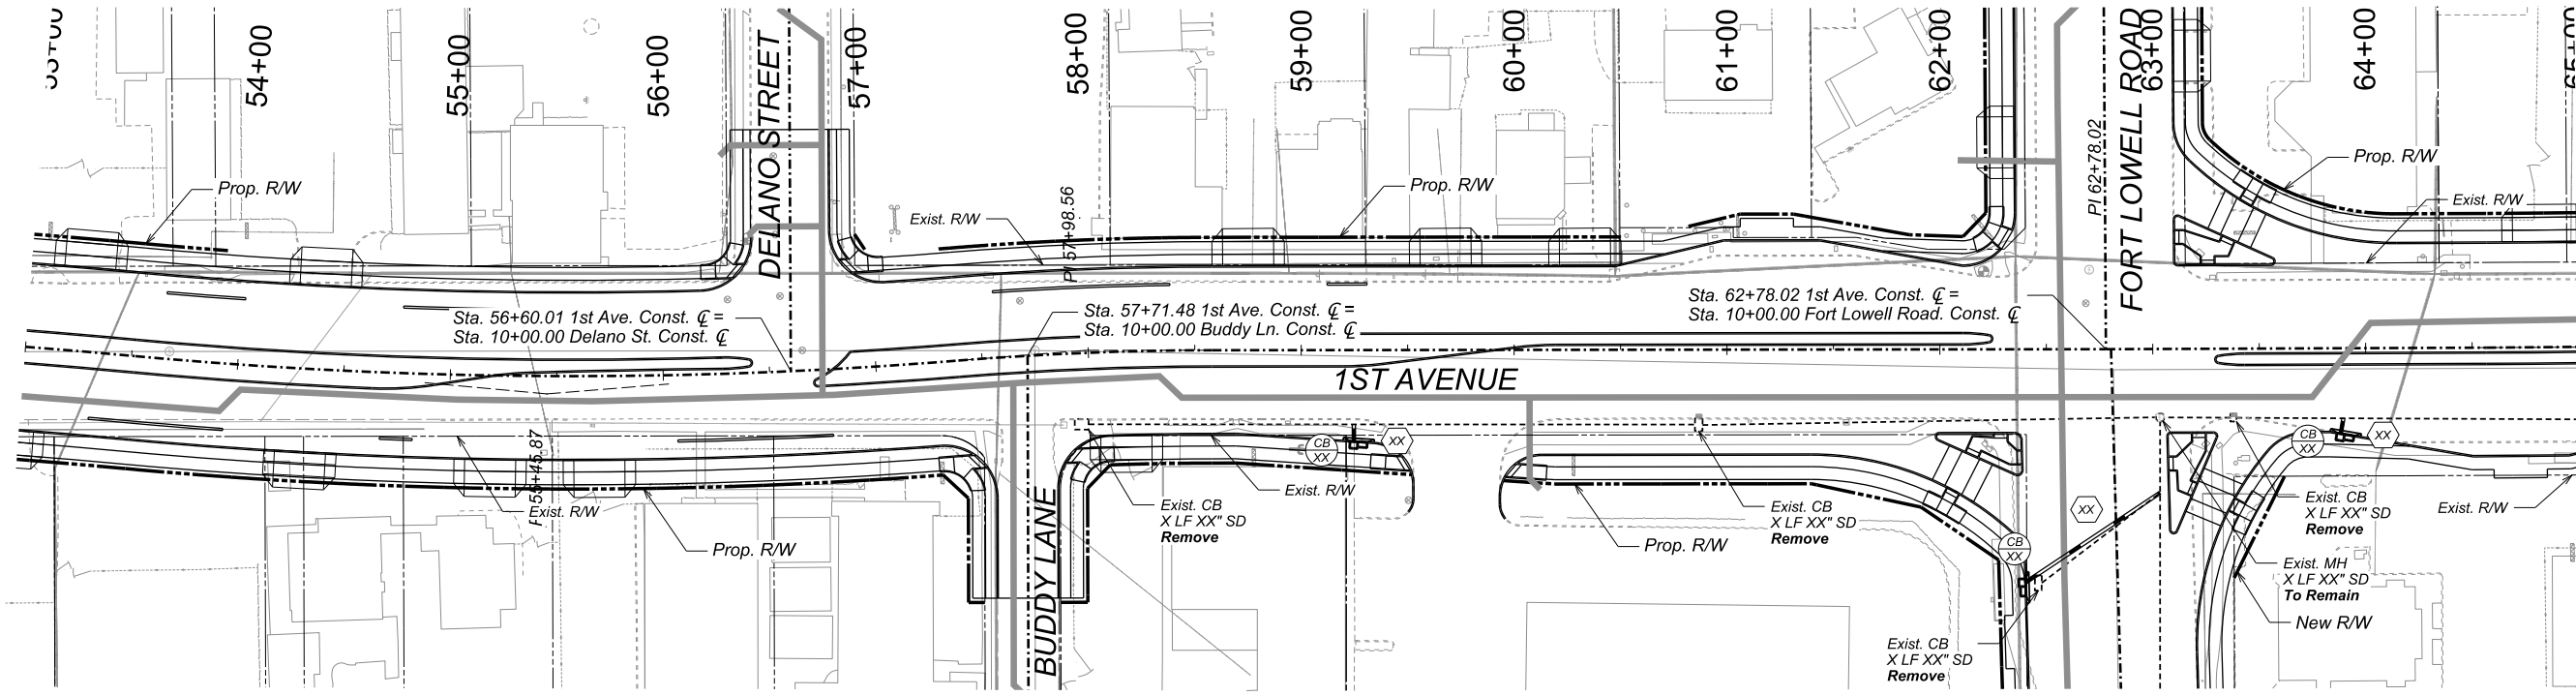 54+00
55+00
56+00
DELANO STREET
57+00
58+00
59+00
60+00
61+00
62+00
FORT LOWELL ROAD
63+00
64+00
Prop. R/W
Exist. R/W
PI 57+98.56
Prop. R/W
PI 62+78.02
Prop. R/W
Exist. R/W
Sta. 56+60.01 1st Ave. Const. ℄ =
Sta. 10+00.00 Delano St. Const. ℄
Sta. 57+71.48 1st Ave. Const. ℄ =
Sta. 10+00.00 Buddy Ln. Const. ℄
Sta. 62+78.02 1st Ave. Const. ℄ =
Sta. 10+00.00 Fort Lowell Road. Const. ℄
1ST AVENUE
55+45.87
Exist. R/W
Prop. R/W
BUDDY LANE
Exist. CB
X LF XX" SD
Remove
Exist. R/W
CB
XX
XX
Prop. R/W
Exist. CB
X LF XX" SD
Remove
CB
XX
XX
Exist. CB
X LF XX" SD
Remove
CB
XX
XX
Exist. CB
X LF XX" SD
Remove
Exist. R/W
Exist. MH
X LF XX" SD
To Remain
New R/W